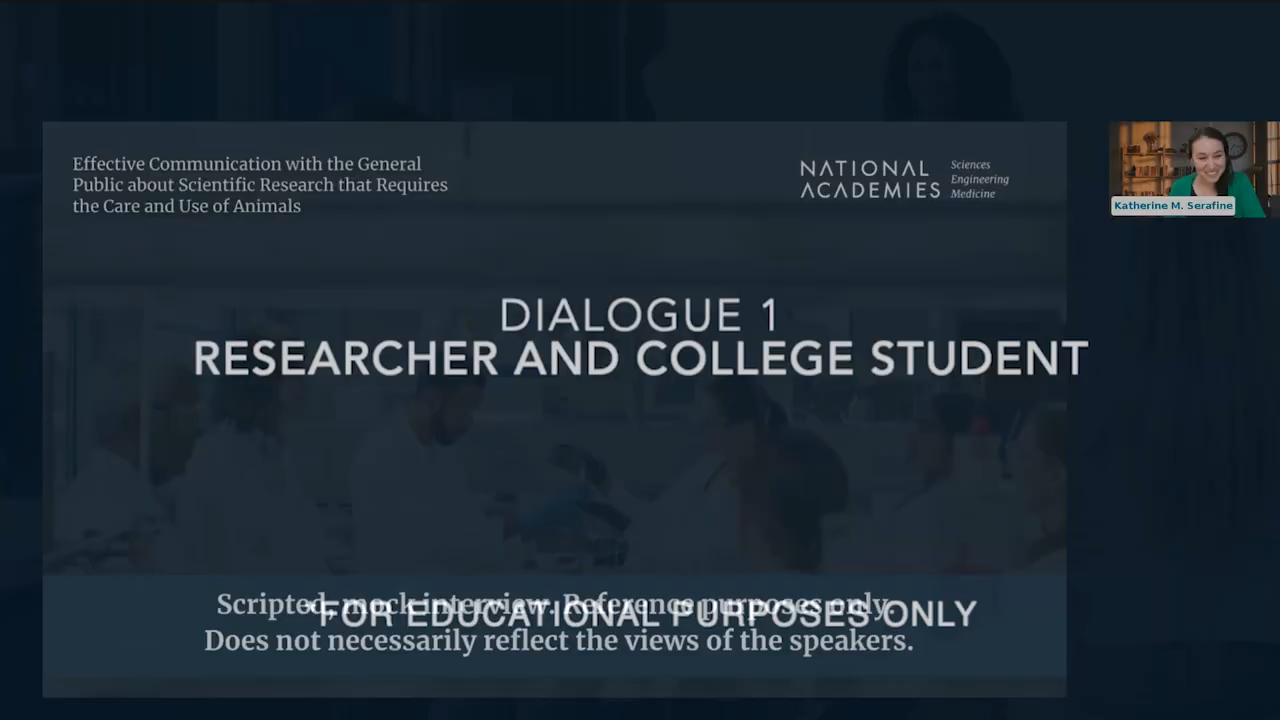 Effective Communication with the General
Public about Scientific Research that Requires
the Care and Use of Animals
NATIONAL
ACADEMIES
Sciences
Engineering
Medicine
Katherine M. Serafine
DIALOGUE 1
RESEARCHER AND COLLEGE STUDENT
Scripted, mock interview. Reference purposes only.
*FOR EDUCATIONAL PURPOSES ONLY
Does not necessarily reflect the views of the speakers.